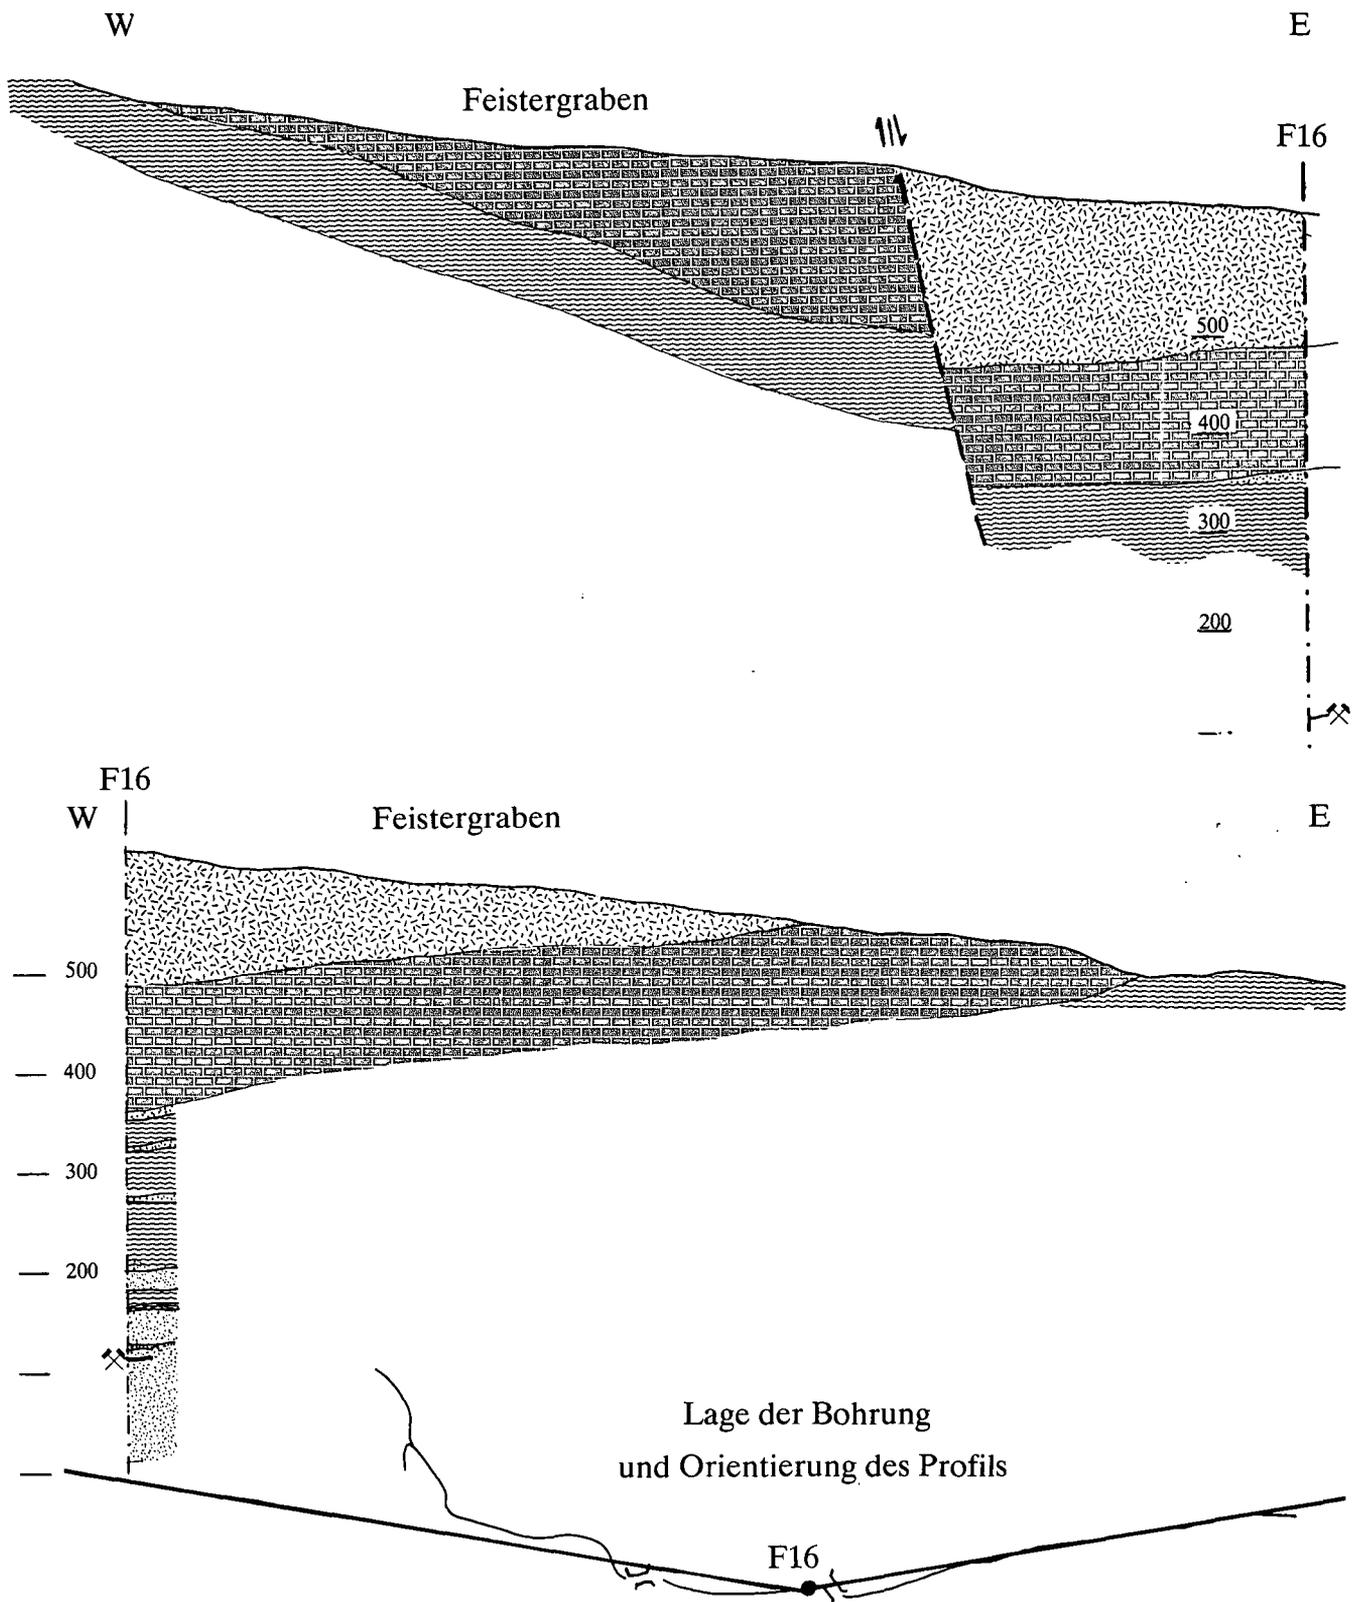 W
E
Feistergraben
F16
500
400
300
200
F16
W
Feistergraben
E
500
400
300
200
Lage der Bohrung
und Orientierung des Profils
F16